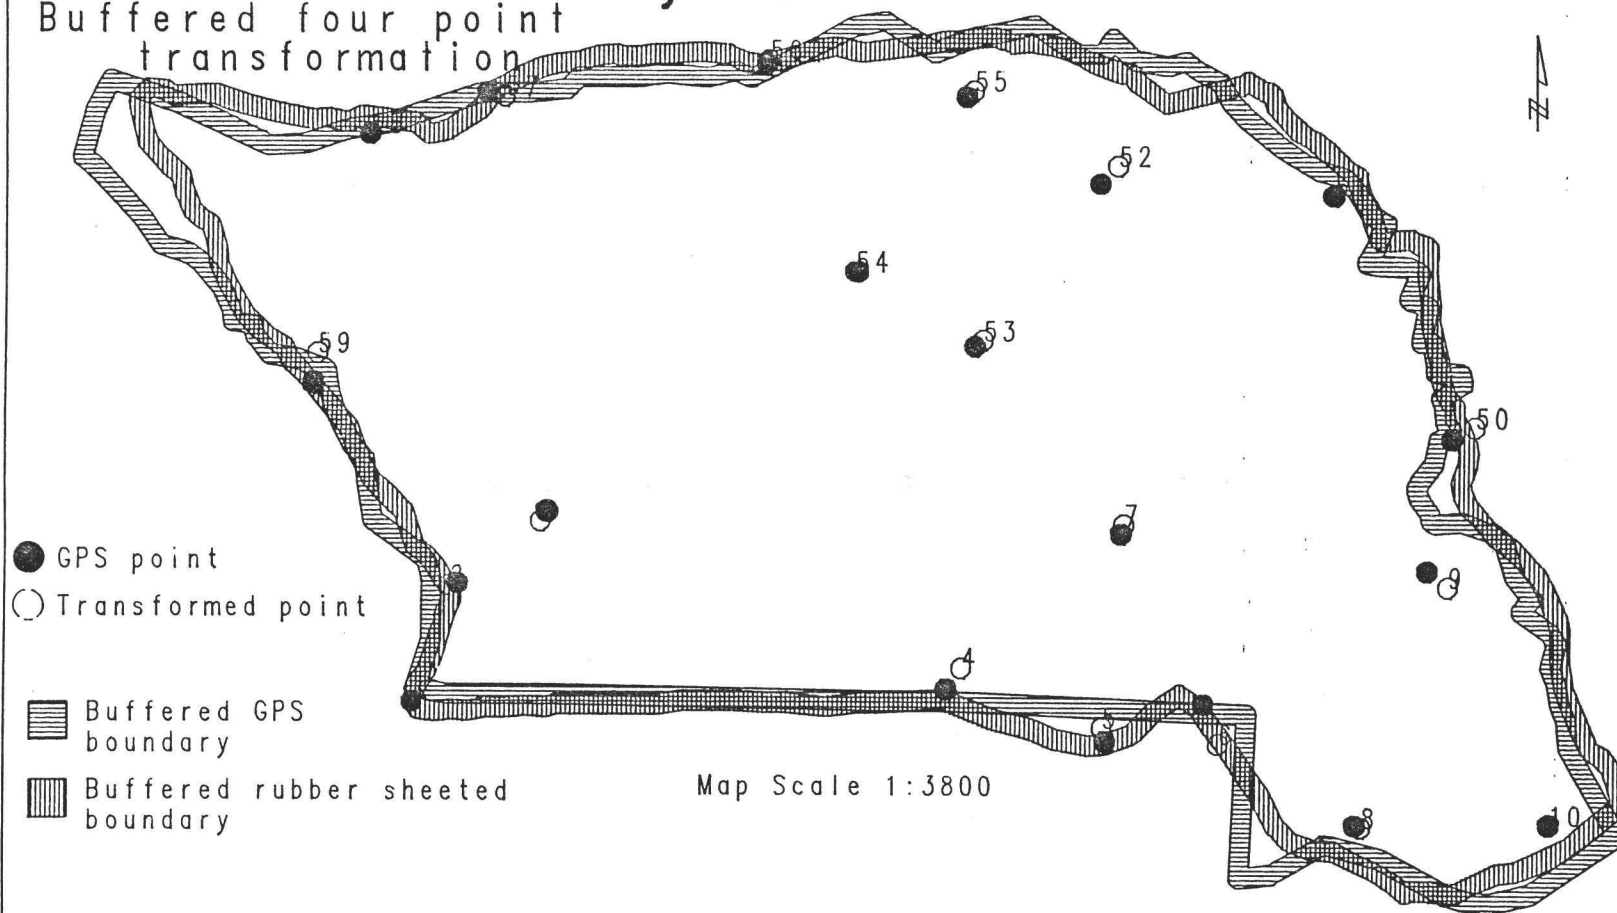 Buffered four point
transformation
55
52
54
53
59
50
7
9
4
5
8
10
GPS point
Transformed point
Buffered GPS
boundary
Buffered rubber sheeted
boundary
Map Scale 1:3800
N